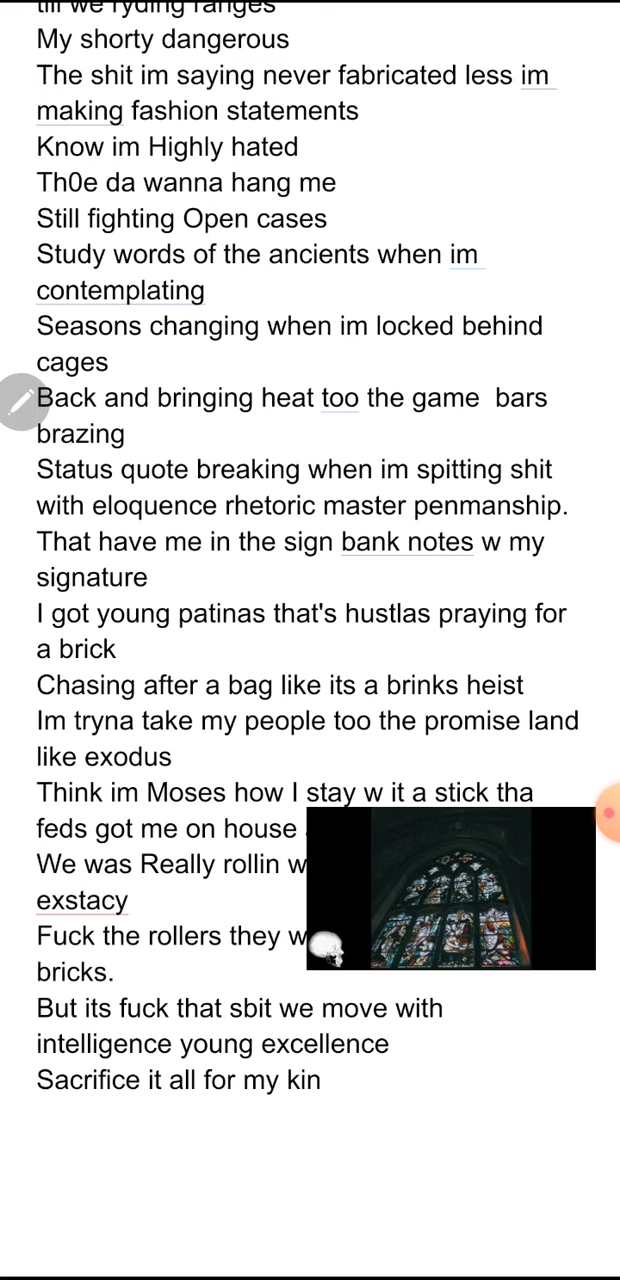 till we ryding ranges
My shorty dangerous
The shit im saying never fabricated less im
making fashion statements
Know im Highly hated
Th0e da wanna hang me
Still fighting Open cases
Study words of the ancients when im
contemplating
Seasons changing when im locked behind
cages
Back and bringing heat too the game  bars
brazing
Status quote breaking when im spitting shit
with eloquence rhetoric master penmanship.
That have me in the sign bank notes w my
signature
I got young patinas that's hustlas praying for
a brick
Chasing after a bag like its a brinks heist
Im tryna take my people too the promise land
like exodus
Think im Moses how I stay w it a stick tha
feds got me on house
We was Really rollin w
exstacy
Fuck the rollers they w
bricks.
But its fuck that sbit we move with
intelligence young excellence
Sacrifice it all for my kin